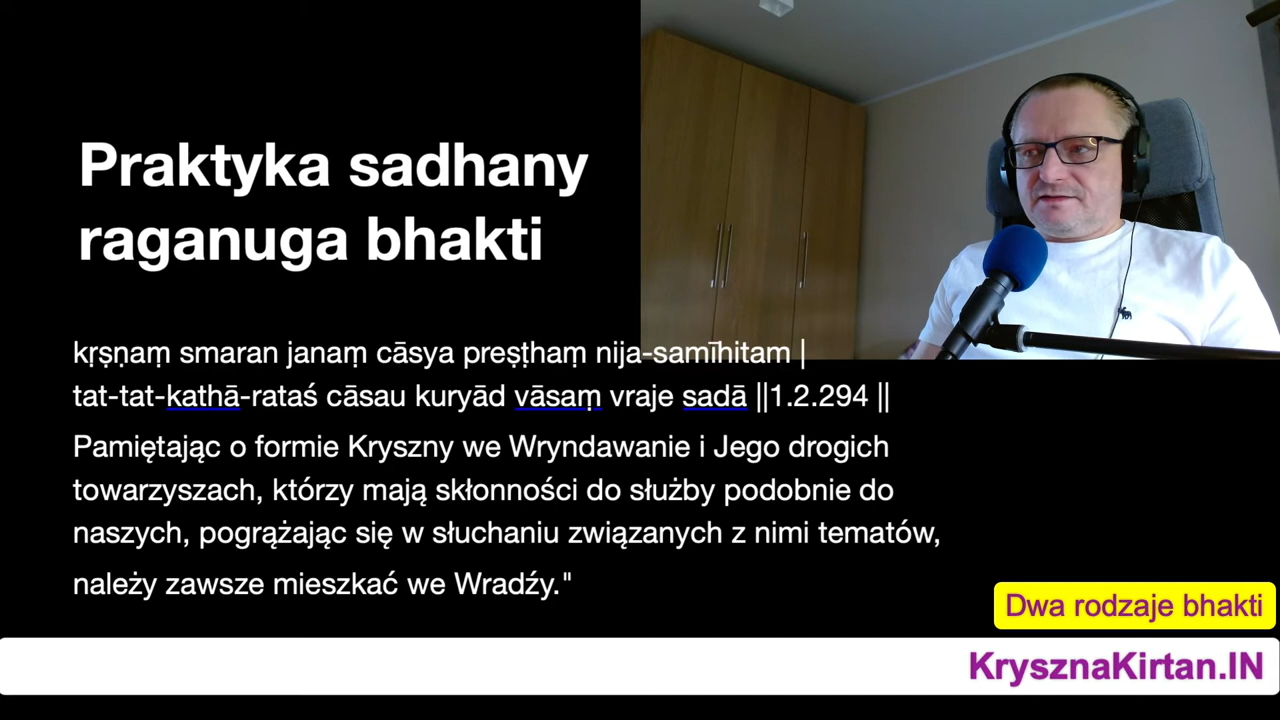 Praktyka sadhany
raganuga bhakti
kṛṣṇaṃ smaran janaṃ cāsya preṣṭhaṃ nija-samīhitam |
tat-tat-kathā-rataś cāsau kuryād vāsaṃ vraje sadā ||1.2.294 ||
Pamiętając o formie Kryszny we Wryndawanie i Jego drogich
towarzyszach, którzy mają skłonności do służby podobnie do
naszych, pogrążając się w słuchaniu związanych z nimi tematów,
należy zawsze mieszkać we Wradźy."
Dwa rodzaje bhakti
KrysznaKirtan.IN